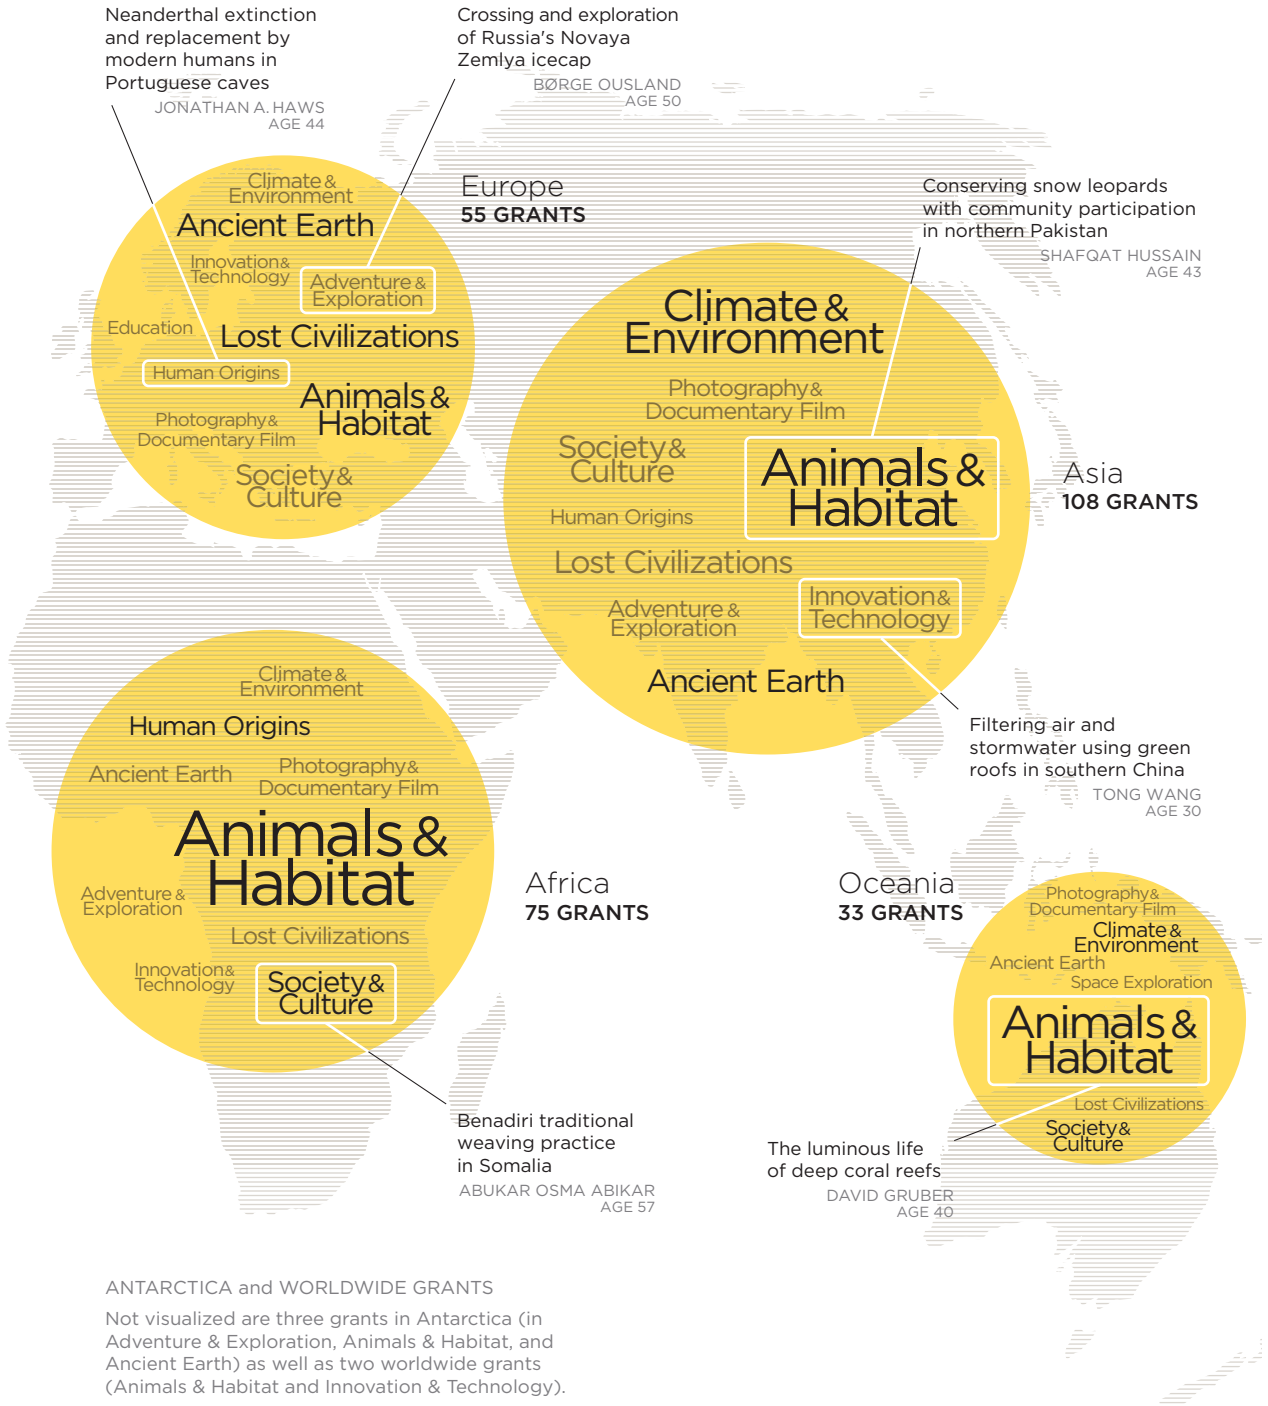 Neanderthal extinction
and replacement by
modern humans in
Portuguese caves
JONATHAN A. HAWS
AGE 44
Crossing and exploration
of Russia's Novaya
Zemlya icecap
BØRGE OUSLAND
AGE 50
Europe
55 GRANTS
Climate &
Environment
Ancient Earth
Innovation &
Technology
Adventure &
Exploration
Education
Lost Civilizations
Human Origins
Animals &
Habitat
Photography &
Documentary Film
Society &
Culture
Conserving snow leopards
with community participation
in northern Pakistan
SHAFQAT HUSSAIN
AGE 43
Climate &
Environment
Photography &
Documentary Film
Society &
Culture
Animals &
Habitat
Human Origins
Lost Civilizations
Innovation &
Technology
Adventure &
Exploration
Ancient Earth
Asia
108 GRANTS
Filtering air and
stormwater using green
roofs in southern China
TONG WANG
AGE 30
Climate &
Environment
Human Origins
Ancient Earth
Photography &
Documentary Film
Animals &
Habitat
Adventure &
Exploration
Lost Civilizations
Innovation &
Technology
Society &
Culture
Africa
75 GRANTS
Benadiri traditional
weaving practice
in Somalia
ABUKAR OSMA ABIKAR
AGE 57
Oceania
33 GRANTS
Photography &
Documentary Film
Climate &
Environment
Ancient Earth
Space Exploration
Animals &
Habitat
Lost Civilizations
Society &
Culture
The luminous life
of deep coral reefs
DAVID GRUBER
AGE 40
ANTARCTICA and WORLDWIDE GRANTS
Not visualized are three grants in Antarctica (in
Adventure & Exploration, Animals & Habitat, and
Ancient Earth) as well as two worldwide grants
(Animals & Habitat and Innovation & Technology).